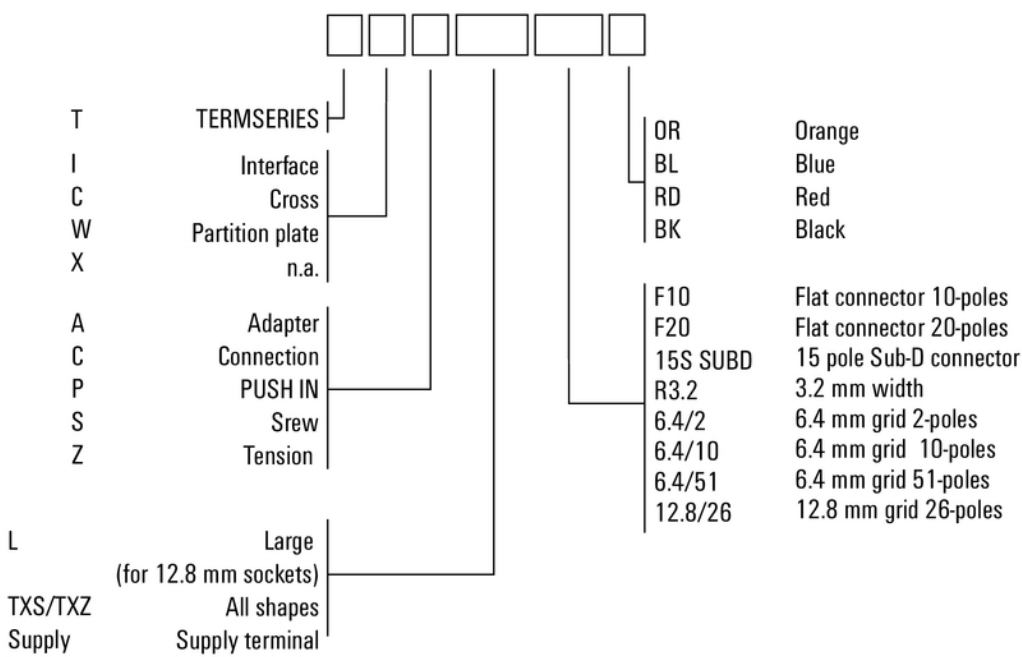 T TERMSERIES
I Interface
C Cross
W Partition plate
X n.a.
A Adapter
C Connection
P PUSH IN
S Srew
Z Tension
L Large
(for 12.8 mm sockets)
TXS/TXZ All shapes
Supply Supply terminal
OR Orange
BL Blue
RD Red
BK Black
F10 Flat connector 10-poles
F20 Flat connector 20-poles
15S SUBD 15 pole Sub-D connector
R3.2 3.2 mm width
6.4/2 6.4 mm grid 2-poles
6.4/10 6.4 mm grid 10-poles
6.4/51 6.4 mm grid 51-poles
12.8/26 12.8 mm grid 26-poles